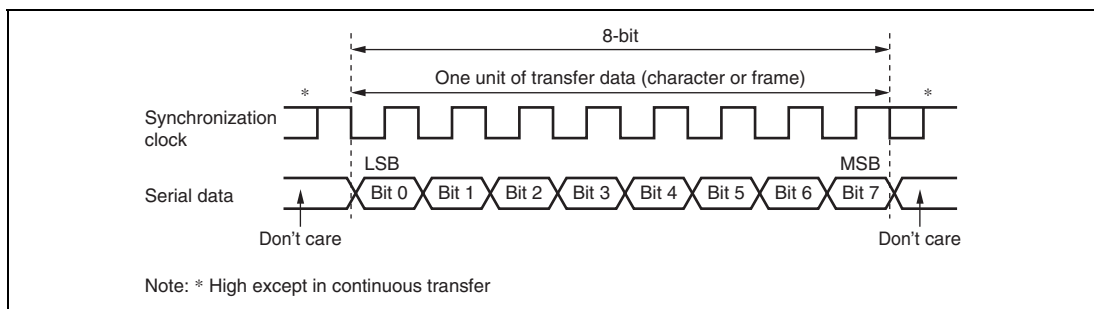 8-bit
One unit of transfer data (character or frame)
*
*
Synchronization
clock
LSB
MSB
Serial data
Bit 0
Bit 1
Bit 2
Bit 3
Bit 4
Bit 5
Bit 6
Bit 7
Don't care
Don't care
Note: * High except in continuous transfer